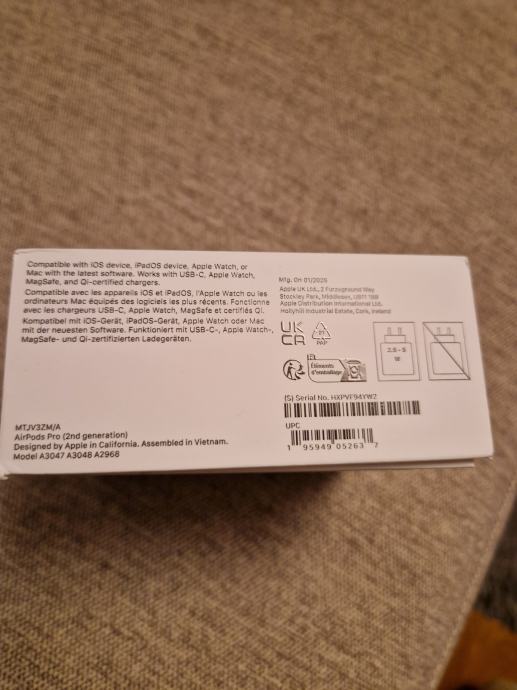 Compatible with iOS device, iPadOS device, Apple Watch, or
Mac with the latest software. Works with USB-C, Apple Watch,
MagSafe, and Qi-certified chargers.
Compatible avec les appareils iOS et iPadOS, l'Apple Watch ou les
ordinateurs Mac équipés des logiciels les plus récents. Fonctionne
avec les chargeurs USB-C, Apple Watch, MagSafe et certifiés Qi.
Kompatibel mit iOS-Gerät, iPadOS-Gerät, Apple Watch oder Mac
mit der neuesten Software. Funktioniert mit USB-C-, Apple Watch-,
MagSafe- und Qi-zertifizierten Ladegeräten.
MTJV3ZM/A
AirPods Pro (2nd generation)
Designed by Apple in California. Assembled in Vietnam.
Model A3047 A3048 A2968
Mfg. On 01/2025
Apple UK Ltd., 2 Furzeground Way
Stockley Park, Middlesex, UB11 1BB
Apple Distribution International Ltd.
Hollyhill Industrial Estate, Cork, Ireland
UK
CA
21
PAP
2.5 - 5
W
FR
Éléments
d'emballage
(S) Serial No. HXPVF94YW2
UPC
1 95949 05263 7